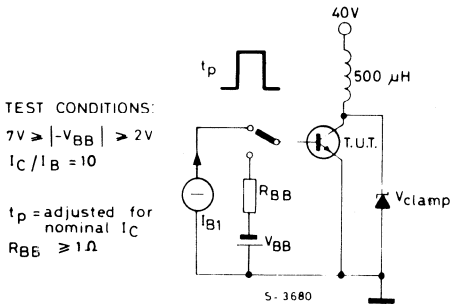 40V
tp
500 μH
TEST CONDITIONS:
7V ⩾ |-VBB| ⩾ 2V
IC/IB = 10
T.U.T.
tp = adjusted for
nominal IC
RBB ⩾ 1Ω
IB1
RBB
VBB
Vclamp
S-3680